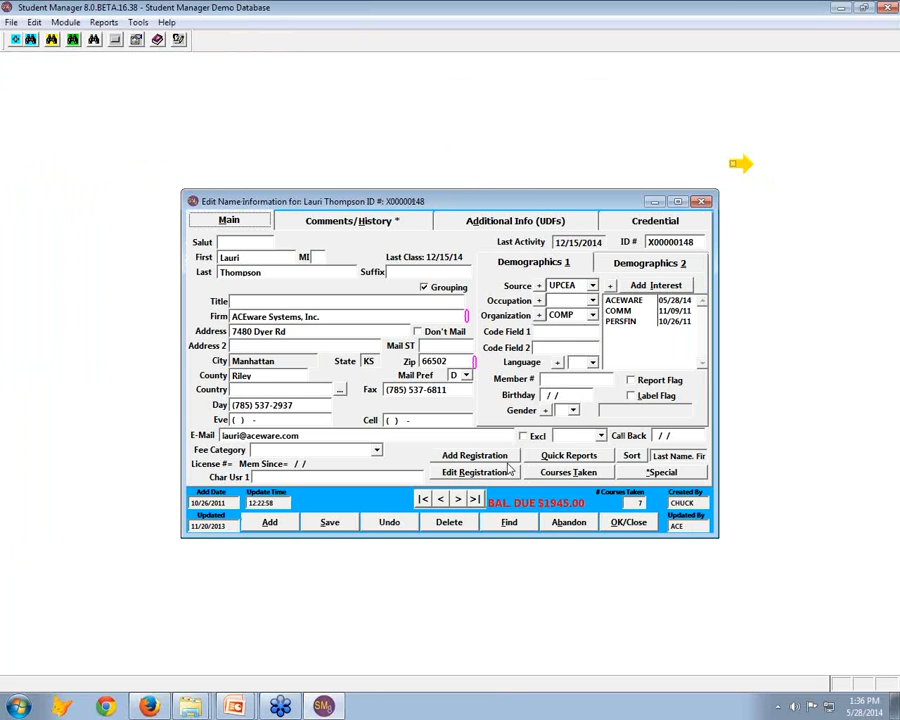 Student Manager 8.0.BETA.16.38 - Student Manager Demo Database
File Edit Module Reports Tools Help
Edit Name Information for: Lauri Thompson ID #: X00000148
Main Comments/History * Additional Info (UDFs) Credential
Salut Last Activity 12/15/2014 ID # X00000148
First Lauri MI Last Class: 12/15/14 Demographics 1 Demographics 2
Last Thompson Suffix
Grouping Source + UPCEA + Add Interest
Title Occupation + ACEWARE 05/28/14
Firm ACEware Systems, Inc. Organization + COMP COMM 11/09/11
PERSFIN 10/26/11
Address 7480 Dyer Rd Don't Mail Code Field 1
Address 2 Mail ST Code Field 2
City Manhattan State KS Zip 66502 Language +
County Riley Mail Pref D Member # Report Flag
Country ... Fax (785) 537-6811 Birthday / / Label Flag
Day (785) 537-2937 Gender +
Eve ( ) - Cell ( ) -
E-Mail lauri@aceware.com Excl Call Back / /
Fee Category Add Registration Quick Reports Sort Last Name. Fir
License #= Mem Since= / / Edit Registration Courses Taken *Special
Char Usr 1
Add Date Update Time |< < > >| BAL. DUE $1945.00 # Courses Taken Created By
10/26/2011 12:22:58 7 CHUCK
Updated Add Save Undo Delete Find Abandon OK/Close Updated By
11/20/2013 ACE
SM8
1:36 PM
5/28/2014